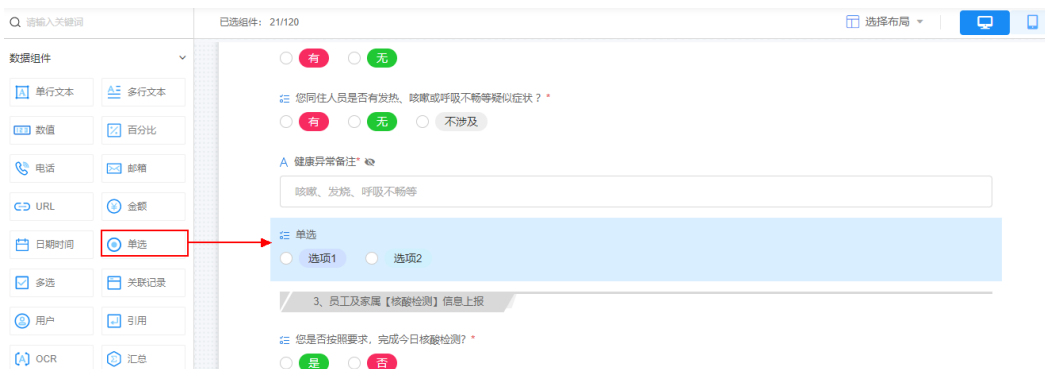 请输入关键词
已选组件： 21/120
选择布局
数据组件
单行文本
多行文本
数值
百分比
电话
邮箱
URL
金额
日期时间
单选
多选
关联记录
用户
引用
OCR
汇总
有
无
您同住人员是否有发热、咳嗽或呼吸不畅等疑似症状？*
有
无
不涉及
A 健康异常备注*
咳嗽、发烧、呼吸不畅等
单选
选项1
选项2
3、员工及家属【核酸检测】信息上报
您是否按照要求，完成今日核酸检测？*
是
否